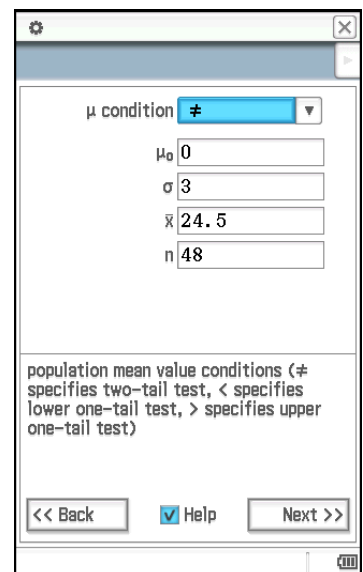 μ condition ≠
μ₀ 0
σ 3
x̄ 24.5
n 48
population mean value conditions (≠
specifies two-tail test, < specifies
lower one-tail test, > specifies upper
one-tail test)
<< Back Help Next >>